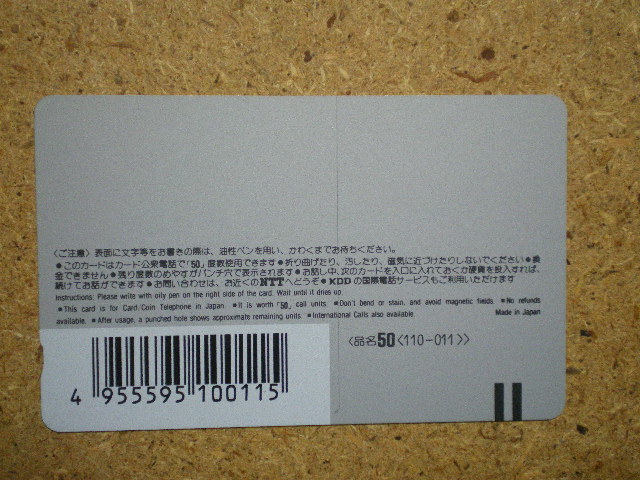 〈ご注意〉表面に文字等をお書きの際は、油性ペンを用い、かわくまでお待ちください。
●このカードはカード公衆電話で「50」度数使用できます●折り曲げたり、汚したり、磁気に近づけたりしないでください●換
金できません●残り度数のめやすがパンチ穴で表示されます●お話し中、次のカードを入口に入れておくか硬貨を投入すれば、
続けてお話ができます●お問い合わせは、お近くのNTTへどうぞ●KDDの国際電話サービスもご利用いただけます
Instructions: Please write with oily pen on the right side of the card. Wait until it dries up.
●This card is for Card/Coin Telephone in Japan. ●It is worth "50" call units. ●Don't bend or stain, and avoid magnetic fields. ●No refunds
available. ●After usage, a punched hole shows approximate remaining units. ●International Calls also available. Made in Japan
〈品名50〈110-011〉〉
4 955595 100115